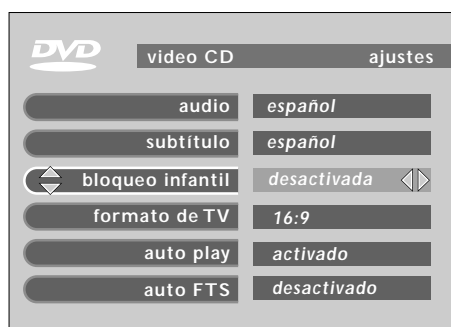 DVD video CD ajustes
audio español
subtítulo español
bloqueo infantil desactivada
formato de TV 16:9
auto play activado
auto FTS desactivado